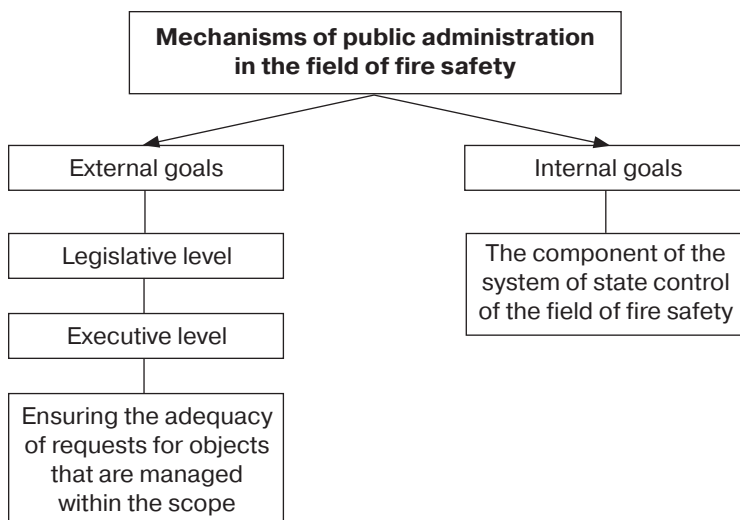 Mechanisms of public administration
in the field of fire safety
External goals
Internal goals
Legislative level
The component of the
system of state control
of the field of fire safety
Executive level
Ensuring the adequacy
of requests for objects
that are managed
within the scope